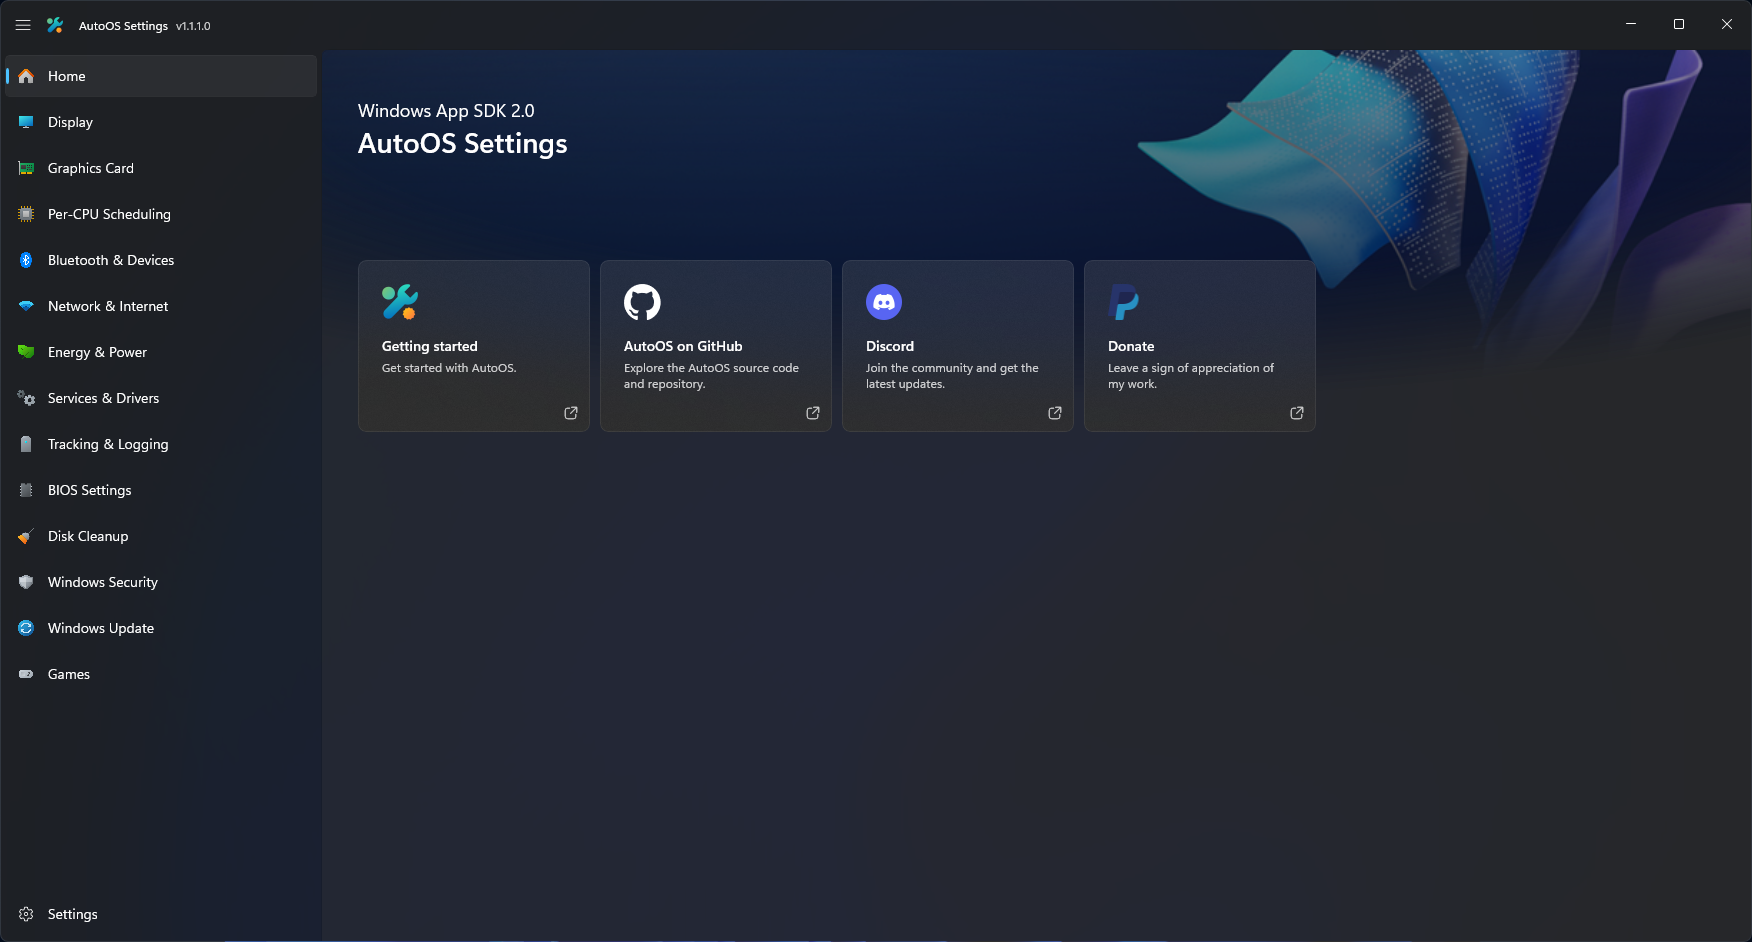 AutoOS Settings v1.1.1.0
Home
Display
Graphics Card
Per-CPU Scheduling
Bluetooth & Devices
Network & Internet
Energy & Power
Services & Drivers
Tracking & Logging
BIOS Settings
Disk Cleanup
Windows Security
Windows Update
Games
Settings
Windows App SDK 2.0
AutoOS Settings
Getting started
Get started with AutoOS.
AutoOS on GitHub
Explore the AutoOS source code
and repository.
Discord
Join the community and get the
latest updates.
Donate
Leave a sign of appreciation of
my work.